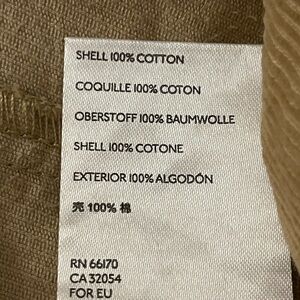 SHELL 100% COTTON
COQUILLE 100% COTON
OBERSTOFF 100% BAUMWOLLE
SHELL 100% COTONE
EXTERIOR 100% ALGODÓN
売 100% 棉
RN 66170
CA 32054
FOR EU